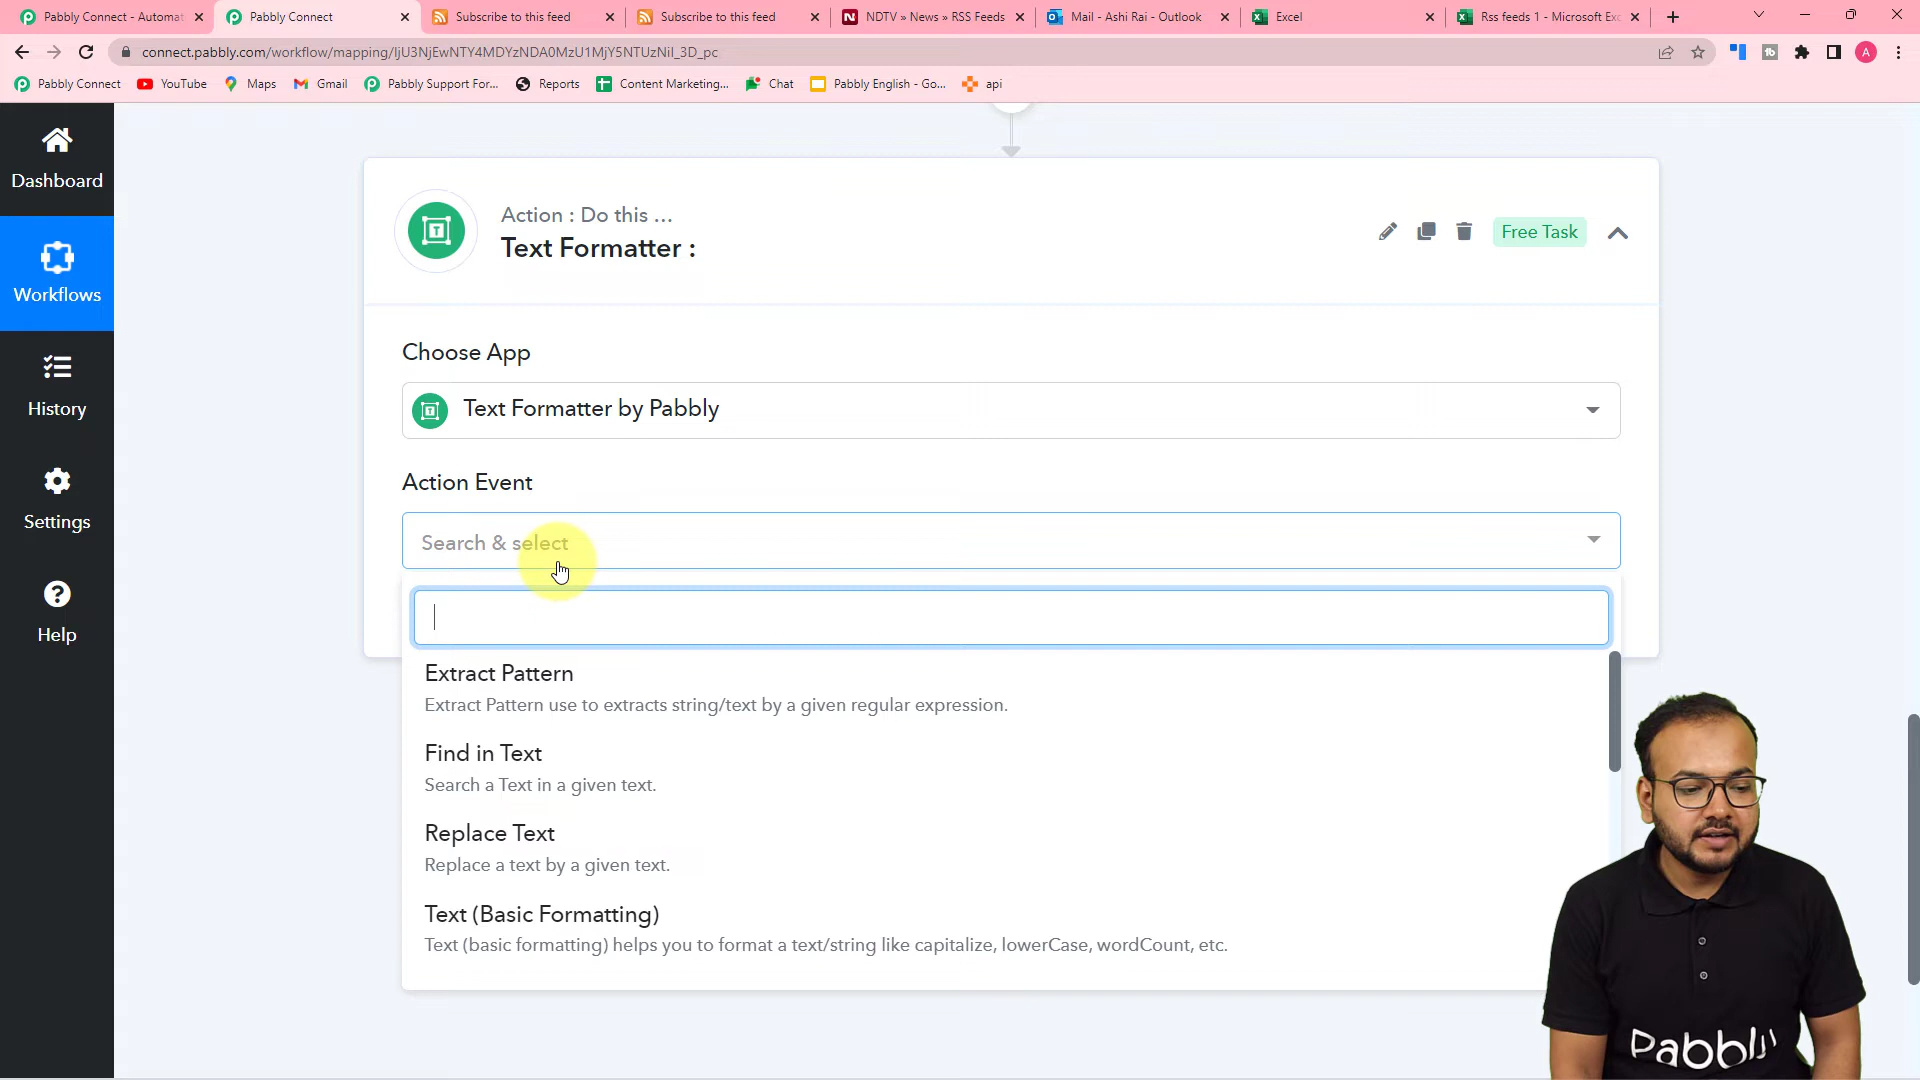 Pabbly Connect - Automat
Pabbly Connect
Subscribe to this feed
Subscribe to this feed
NDTV » News » RSS Feeds
Mail - Ashi Rai - Outlook
Excel
Rss feeds 1 - Microsoft Exc
connect.pabbly.com/workflow/mapping/IjU3NjEwNTY4MDYzNDA0MzU1MjY5NTUzNiI_3D_pc
Pabbly Connect
YouTube
Maps
Gmail
Pabbly Support For...
Reports
Content Marketing...
Chat
Pabbly English - Go...
api
Dashboard
Workflows
History
Settings
Help
Action : Do this ...
Text Formatter :
Free Task
Choose App
Text Formatter by Pabbly
Action Event
Search & select
Extract Pattern
Extract Pattern use to extracts string/text by a given regular expression.
Find in Text
Search a Text in a given text.
Replace Text
Replace a text by a given text.
Text (Basic Formatting)
Text (basic formatting) helps you to format a text/string like capitalize, lowerCase, wordCount, etc.
Pabbly